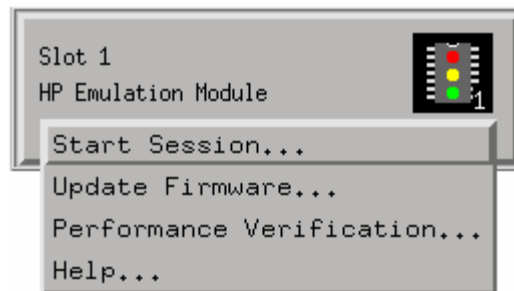 Slot 1
HP Emulation Module
1
Start Session...
Update Firmware...
Performance Verification...
Help...